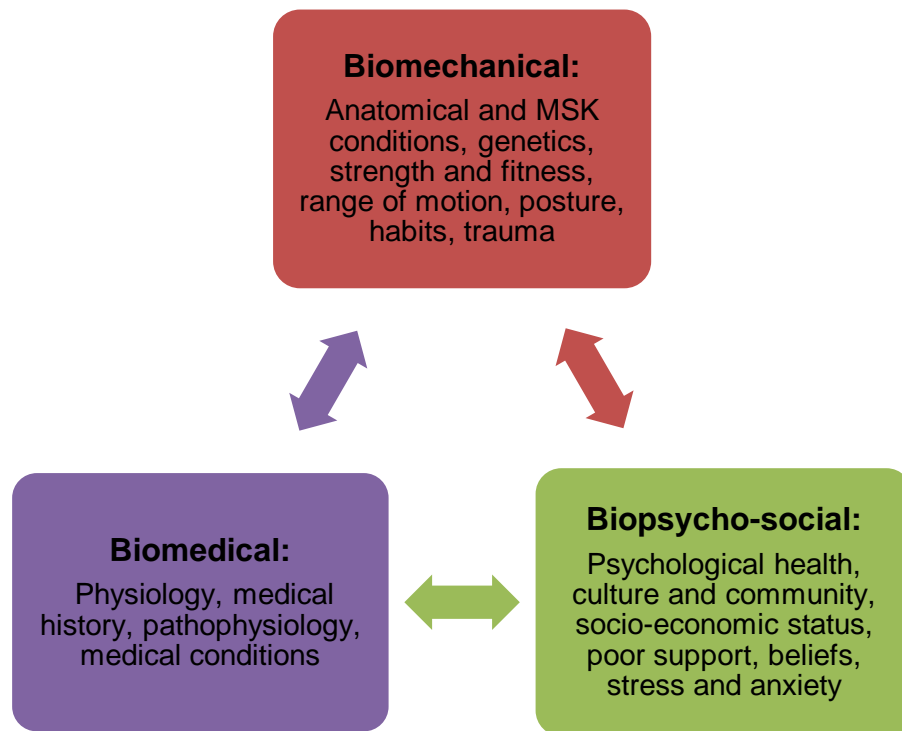 Biomechanical:
Anatomical and MSK
conditions, genetics,
strength and fitness,
range of motion, posture,
habits, trauma
Biomedical:
Physiology, medical
history, pathophysiology,
medical conditions
Biopsycho-social:
Psychological health,
culture and community,
socio-economic status,
poor support, beliefs,
stress and anxiety